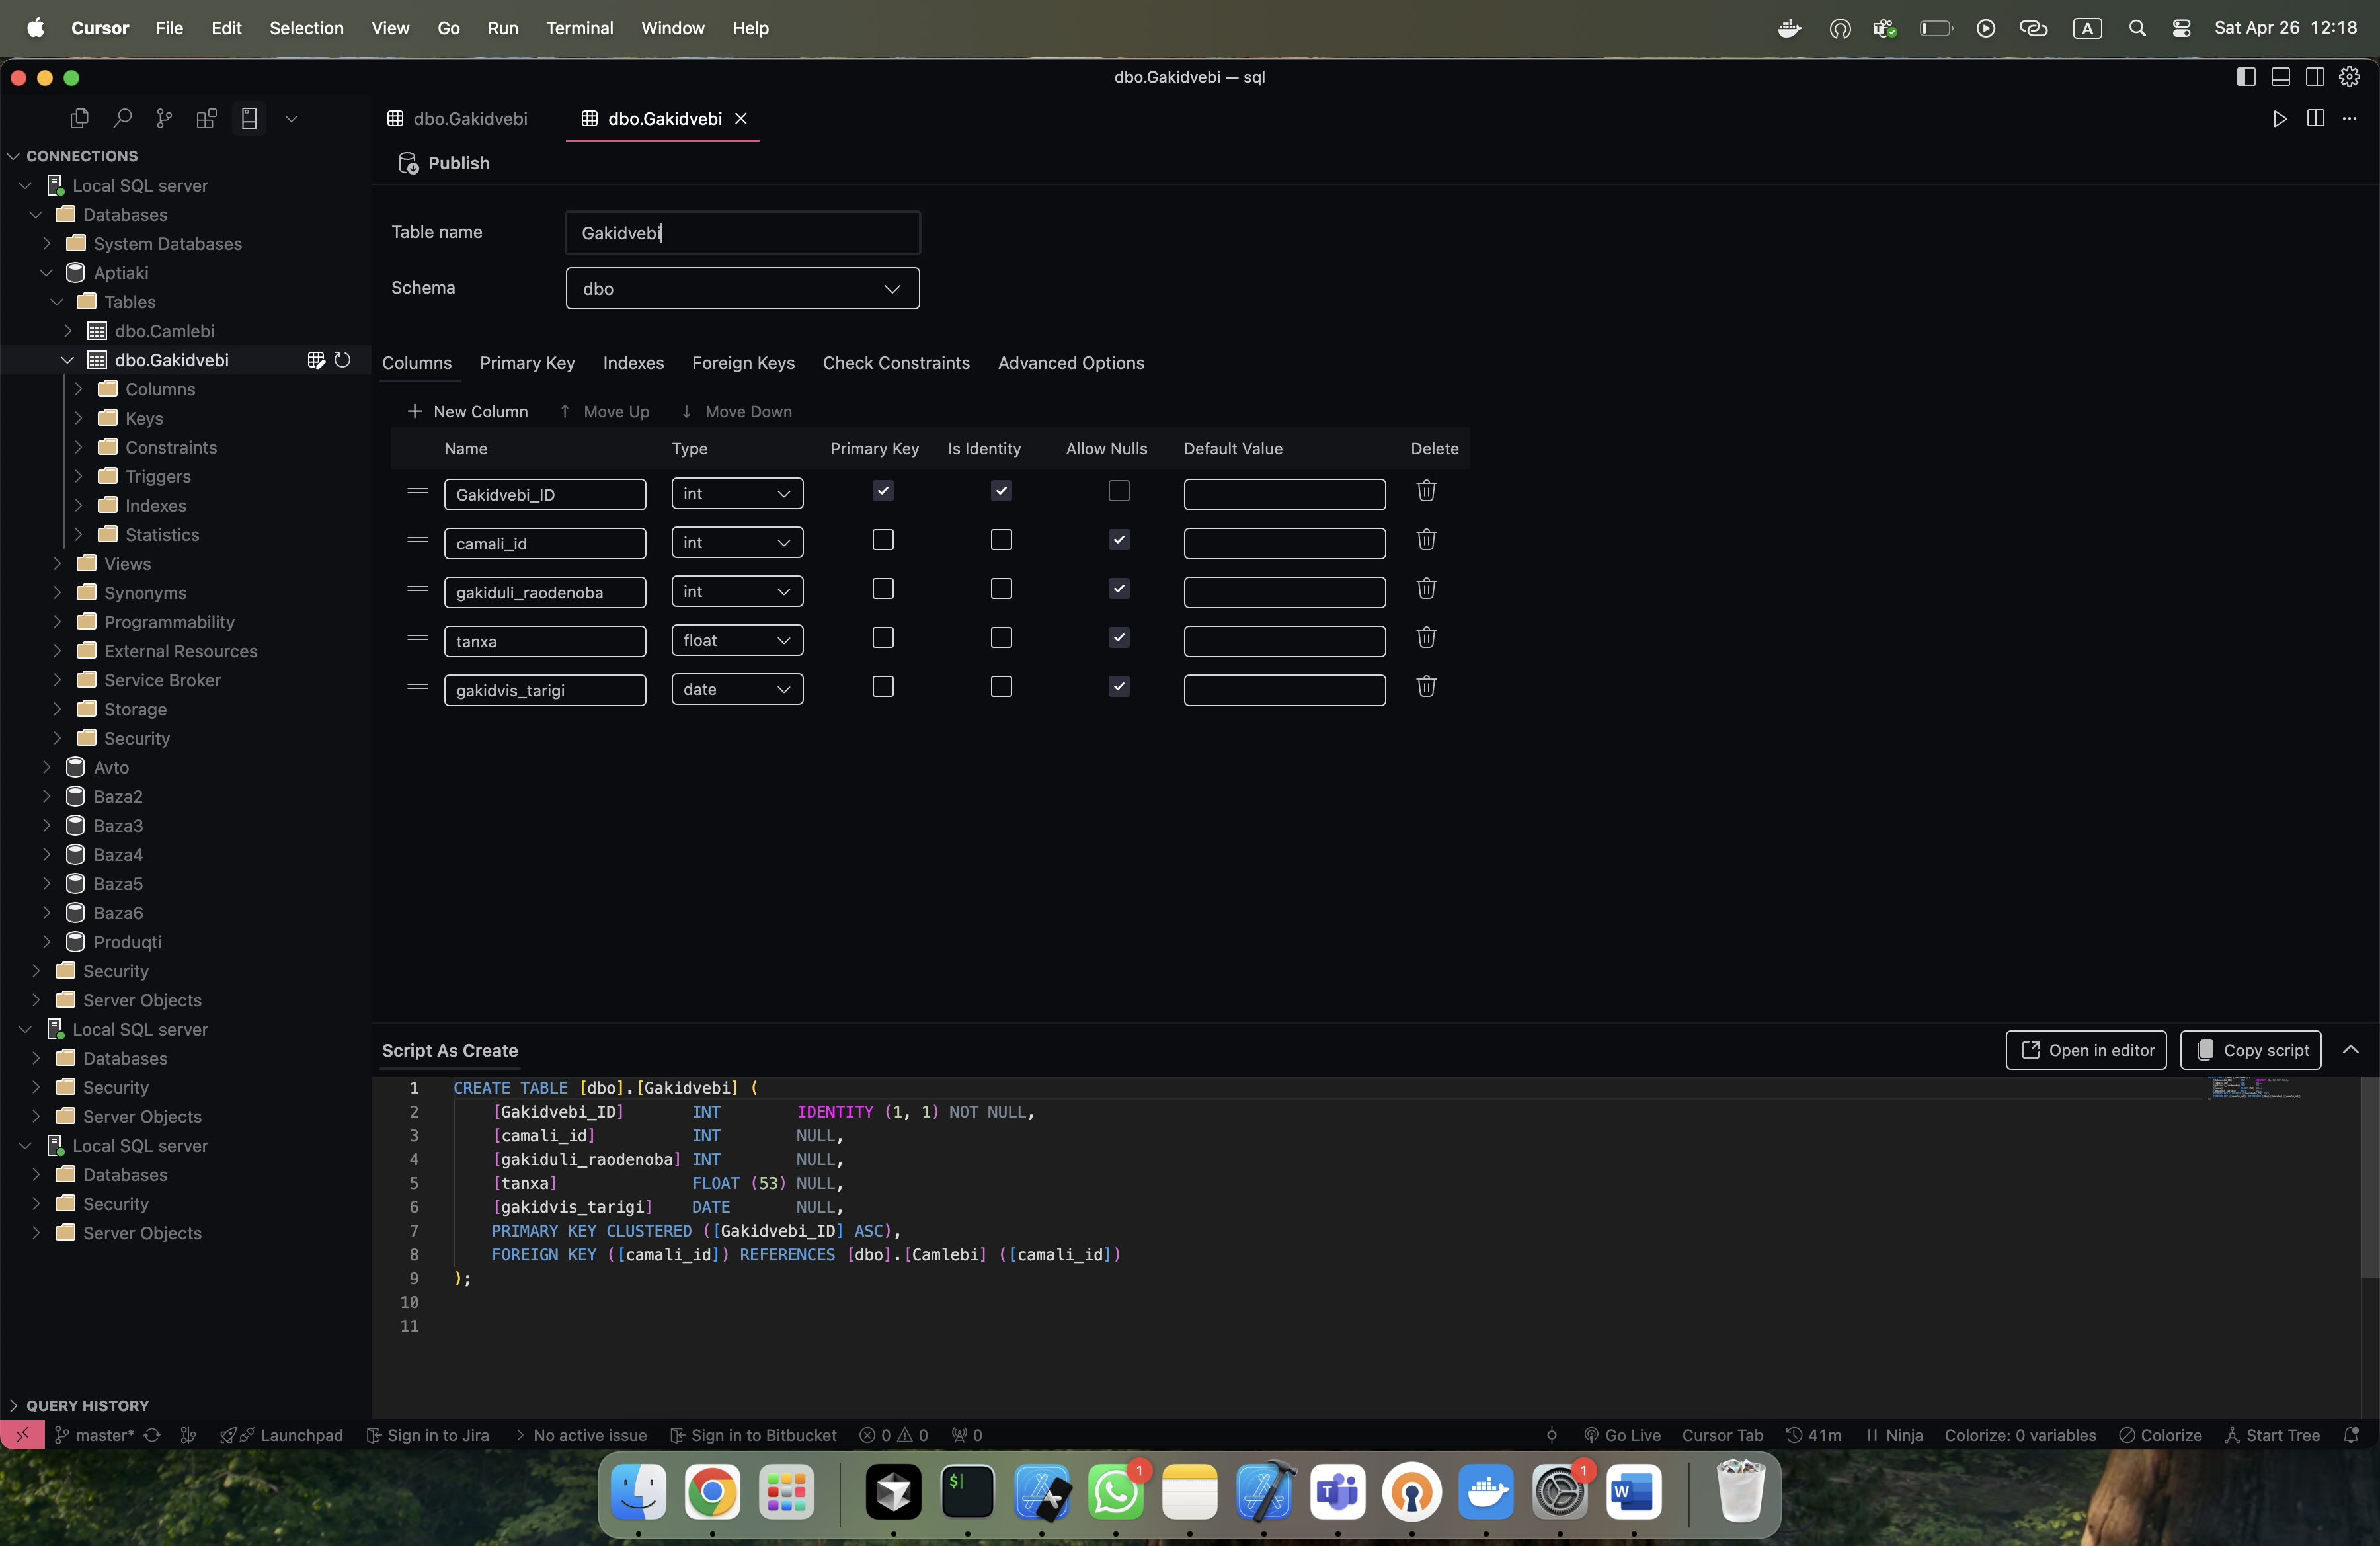 Cursor File Edit Selection View Go Run Terminal Window Help
A Sat Apr 26 12:18
dbo.Gakidvebi — sql
dbo.Gakidvebi dbo.Gakidvebi
CONNECTIONS
Local SQL server
Databases
System Databases
Aptiaki
Tables
dbo.Camlebi
dbo.Gakidvebi
Columns
Keys
Constraints
Triggers
Indexes
Statistics
Views
Synonyms
Programmability
External Resources
Service Broker
Storage
Security
Avto
Baza2
Baza3
Baza4
Baza5
Baza6
Produqti
Security
Server Objects
Local SQL server
Databases
Security
Server Objects
Local SQL server
Databases
Security
Server Objects
QUERY HISTORY
Publish
Table name Gakidvebi
Schema dbo
Columns Primary Key Indexes Foreign Keys Check Constraints Advanced Options
New Column Move Up Move Down
Name Type Primary Key Is Identity Allow Nulls Default Value Delete
Gakidvebi_ID int
camali_id int
gakiduli_raodenoba int
tanxa float
gakidvis_tarigi date
Script As Create Open in editor Copy script
1 CREATE TABLE [dbo].[Gakidvebi] (
2 [Gakidvebi_ID] INT IDENTITY (1, 1) NOT NULL,
3 [camali_id] INT NULL,
4 [gakiduli_raodenoba] INT NULL,
5 [tanxa] FLOAT (53) NULL,
6 [gakidvis_tarigi] DATE NULL,
7 PRIMARY KEY CLUSTERED ([Gakidvebi_ID] ASC),
8 FOREIGN KEY ([camali_id]) REFERENCES [dbo].[Camlebi] ([camali_id])
9 );
10
11
master* Launchpad Sign in to Jira No active issue Sign in to Bitbucket 0 0 0 Go Live Cursor Tab 41m Ninja Colorize: 0 variables Colorize Start Tree
$ 1 T 1 W